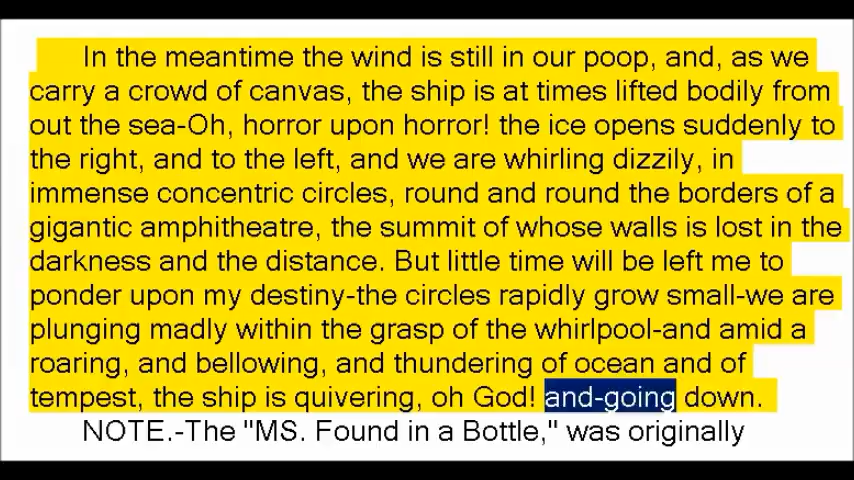 In the meantime the wind is still in our poop, and, as we
carry a crowd of canvas, the ship is at times lifted bodily from
out the sea-Oh, horror upon horror! the ice opens suddenly to
the right, and to the left, and we are whirling dizzily, in
immense concentric circles, round and round the borders of a
gigantic amphitheatre, the summit of whose walls is lost in the
darkness and the distance. But little time will be left me to
ponder upon my destiny-the circles rapidly grow small-we are
plunging madly within the grasp of the whirlpool-and amid a
roaring, and bellowing, and thundering of ocean and of
tempest, the ship is quivering, oh God! and-going down.
NOTE.-The "MS. Found in a Bottle," was originally